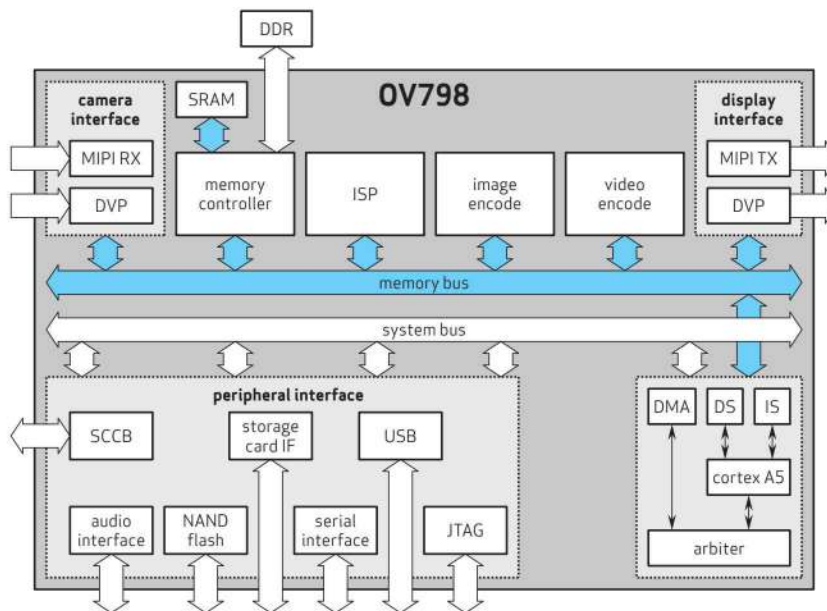 DDR
OV798
camera
interface
MIPI RX
DVP
SRAM
memory
controller
ISP
image
encode
video
encode
display
interface
MIPI TX
DVP
memory bus
system bus
peripheral interface
SCCB
storage
card IF
USB
audio
interface
NAND
flash
serial
interface
JTAG
DMA
DS
IS
cortex A5
arbiter